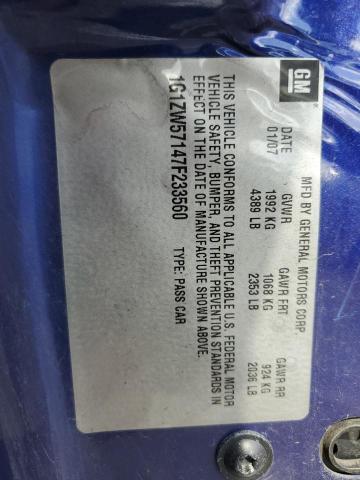 GM
MFD BY GENERAL MOTORS CORP
DATE GVWR GAWR FRT GAWR RR
01/07 1992 KG 1068 KG 924 KG
4389 LB 2353 LB 2036 LB
THIS VEHICLE CONFORMS TO ALL APPLICABLE U.S. FEDERAL MOTOR
VEHICLE SAFETY, BUMPER, AND THEFT PREVENTION STANDARDS IN
EFFECT ON THE DATE OF MANUFACTURE SHOWN ABOVE.
1G1ZW57147F233560 TYPE: PASS CAR